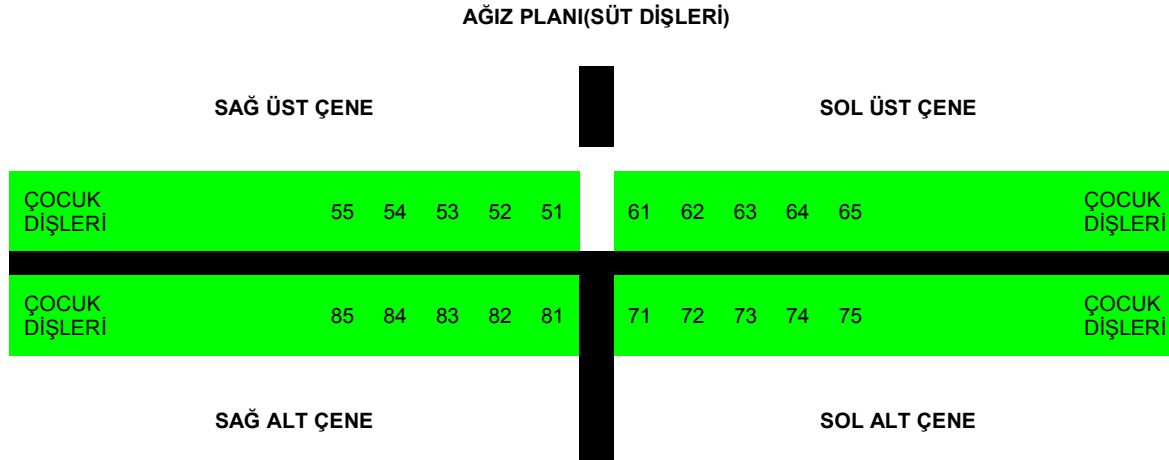 AĞIZ PLANI(SÜT DİŞLERİ)
SAĞ ÜST ÇENE SOL ÜST ÇENE
ÇOCUK DİŞLERİ 55 54 53 52 51 61 62 63 64 65 ÇOCUK DİŞLERİ
ÇOCUK DİŞLERİ 85 84 83 82 81 71 72 73 74 75 ÇOCUK DİŞLERİ
SAĞ ALT ÇENE SOL ALT ÇENE